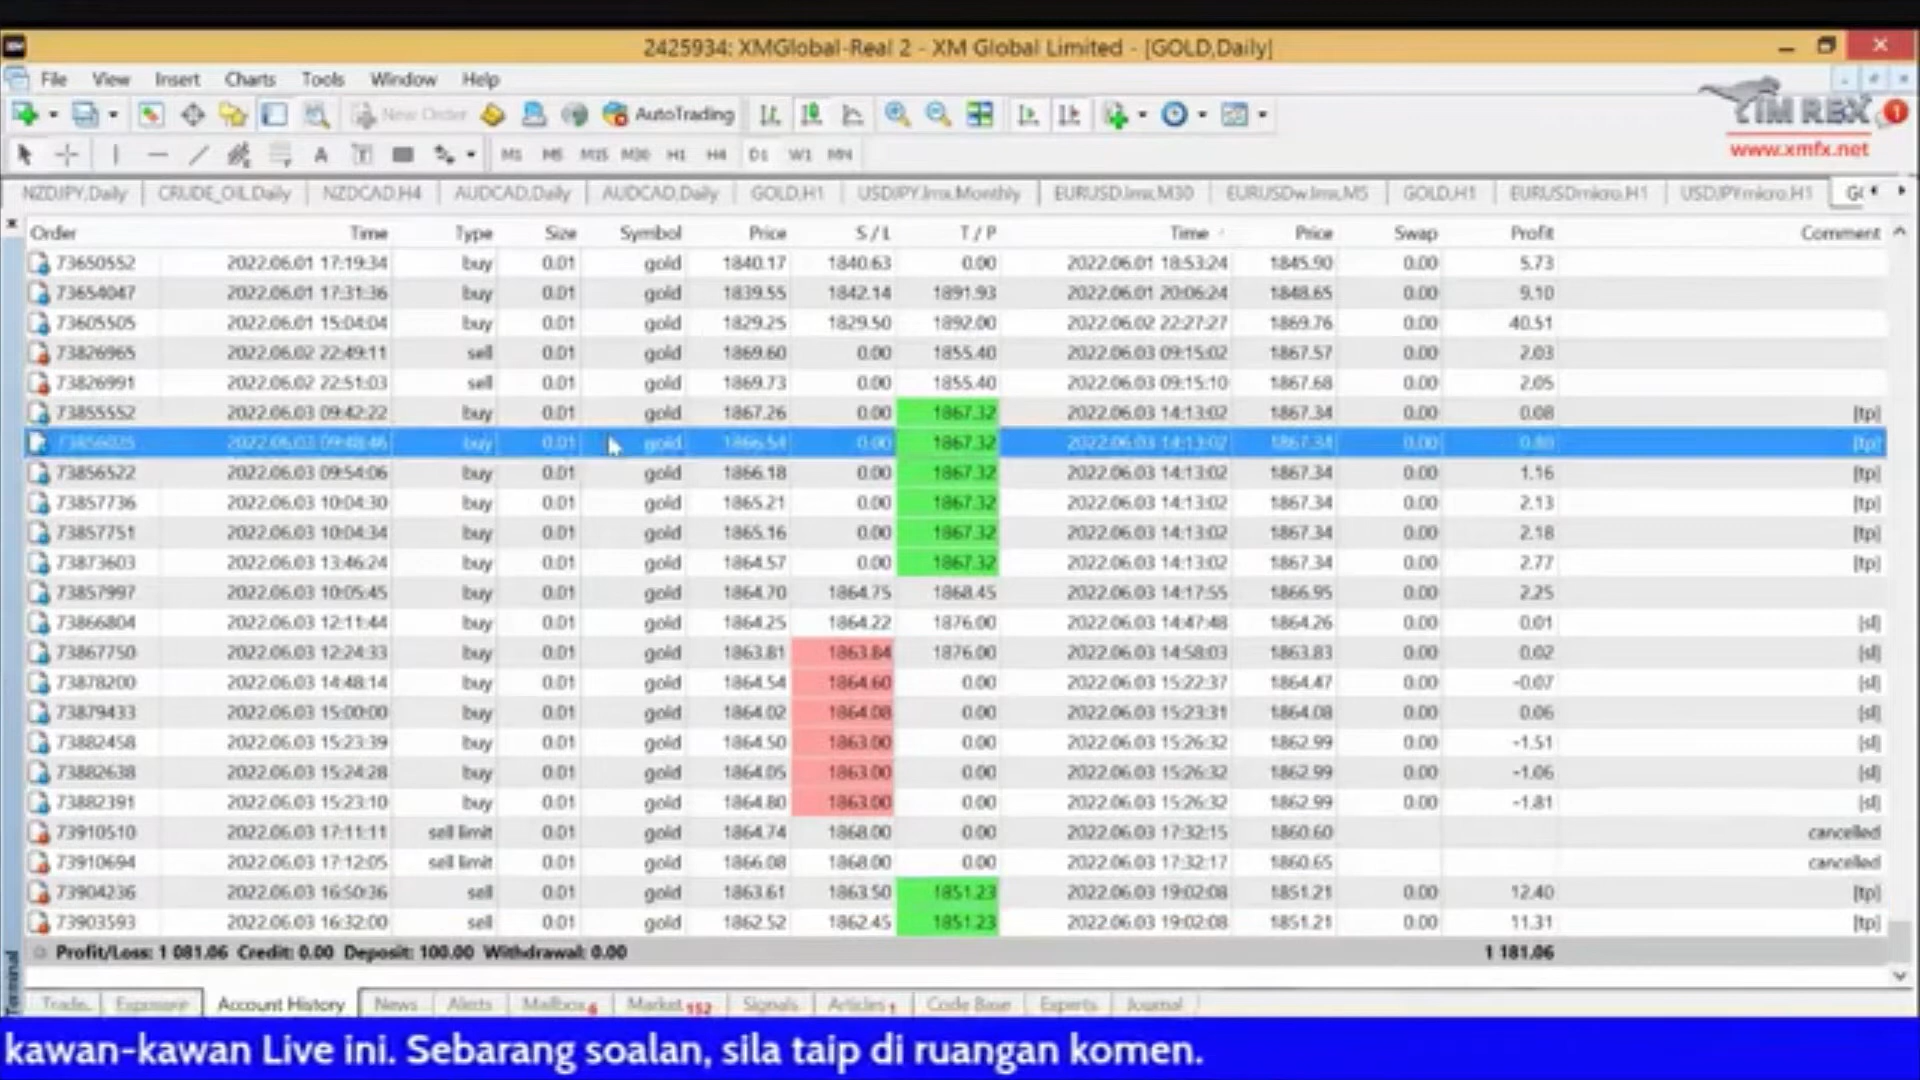 2425934: XMGlobal-Real 2 - XM Global Limited - [GOLD,Daily]
File View Insert Charts Tools Window Help
New Order AutoTrading
1
www.xmfx.net
A T M1 M5 M15 M30 H1 H4 D1 W1 MN
NZDJPY,Daily CRUDE_OIL,Daily NZDCAD,H4 AUDCAD,Daily AUDCAD,Daily GOLD,H1 USDJPY.lmx,Monthly EURUSD.lmx,M30 EURUSDw.lmx,M5 GOLD,H1 EURUSDmicro,H1 USDJPYmicro,H1
Order Time Type Size Symbol Price S / L T / P Time Price Swap Profit Comment
73650552 2022.06.01 17:19:34 buy 0.01 gold 1840.17 1840.63 0.00 2022.06.01 18:53:24 1845.90 0.00 5.73
73654047 2022.06.01 17:31:36 buy 0.01 gold 1839.55 1842.14 1891.93 2022.06.01 20:06:24 1848.65 0.00 9.10
73605505 2022.06.01 15:04:04 buy 0.01 gold 1829.25 1829.50 1892.00 2022.06.02 22:27:27 1869.76 0.00 40.51
73826965 2022.06.02 22:49:11 sell 0.01 gold 1869.60 0.00 1855.40 2022.06.03 09:15:02 1867.57 0.00 2.03
73826991 2022.06.02 22:51:03 sell 0.01 gold 1869.73 0.00 1855.40 2022.06.03 09:15:10 1867.68 0.00 2.05
73855552 2022.06.03 09:42:22 buy 0.01 gold 1867.26 0.00 1867.32 2022.06.03 14:13:02 1867.34 0.00 0.08 [tp]
73856025 2022.06.03 09:48:46 buy 0.01 gold 1866.54 0.00 1867.32 2022.06.03 14:13:02 1867.34 0.00 0.80 [tp]
73856522 2022.06.03 09:54:06 buy 0.01 gold 1866.18 0.00 1867.32 2022.06.03 14:13:02 1867.34 0.00 1.16 [tp]
73857736 2022.06.03 10:04:30 buy 0.01 gold 1865.21 0.00 1867.32 2022.06.03 14:13:02 1867.34 0.00 2.13 [tp]
73857751 2022.06.03 10:04:34 buy 0.01 gold 1865.16 0.00 1867.32 2022.06.03 14:13:02 1867.34 0.00 2.18 [tp]
73873603 2022.06.03 13:46:24 buy 0.01 gold 1864.57 0.00 1867.32 2022.06.03 14:13:02 1867.34 0.00 2.77 [tp]
73857997 2022.06.03 10:05:45 buy 0.01 gold 1864.70 1864.75 1868.45 2022.06.03 14:17:55 1866.95 0.00 2.25
73866804 2022.06.03 12:11:44 buy 0.01 gold 1864.25 1864.22 1876.00 2022.06.03 14:47:48 1864.26 0.00 0.01 [sl]
73867750 2022.06.03 12:24:33 buy 0.01 gold 1863.81 1863.84 1876.00 2022.06.03 14:58:03 1863.83 0.00 0.02 [sl]
73878200 2022.06.03 14:48:14 buy 0.01 gold 1864.54 1864.60 0.00 2022.06.03 15:22:37 1864.47 0.00 -0.07 [sl]
73879433 2022.06.03 15:00:00 buy 0.01 gold 1864.02 1864.08 0.00 2022.06.03 15:23:31 1864.08 0.00 0.06 [sl]
73882458 2022.06.03 15:23:39 buy 0.01 gold 1864.50 1863.00 0.00 2022.06.03 15:26:32 1862.99 0.00 -1.51 [sl]
73882638 2022.06.03 15:24:28 buy 0.01 gold 1864.05 1863.00 0.00 2022.06.03 15:26:32 1862.99 0.00 -1.06 [sl]
73882391 2022.06.03 15:23:10 buy 0.01 gold 1864.80 1863.00 0.00 2022.06.03 15:26:32 1862.99 0.00 -1.81 [sl]
73910510 2022.06.03 17:11:11 sell limit 0.01 gold 1864.74 1868.00 0.00 2022.06.03 17:32:15 1860.60 cancelled
73910694 2022.06.03 17:12:05 sell limit 0.01 gold 1866.08 1868.00 0.00 2022.06.03 17:32:17 1860.65 cancelled
73904236 2022.06.03 16:50:36 sell 0.01 gold 1863.61 1863.50 1851.23 2022.06.03 19:02:08 1851.21 0.00 12.40 [tp]
73903593 2022.06.03 16:32:00 sell 0.01 gold 1862.52 1862.45 1851.23 2022.06.03 19:02:08 1851.21 0.00 11.31 [tp]
Profit/Loss: 1 081.06 Credit: 0.00 Deposit: 100.00 Withdrawal: 0.00 1 181.06
Terminal
Trade Exposure Account History News Alerts Mailbox 6 Market 152 Signals Articles 1 Code Base Experts Journal
kawan-kawan Live ini. Sebarang soalan, sila taip di ruangan komen.